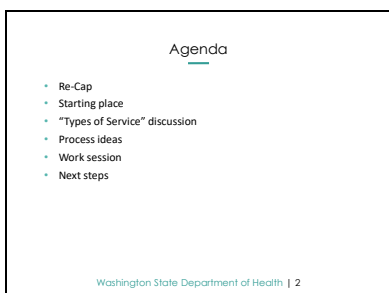 Agenda
• Re-Cap
• Starting place
• “Types of Service” discussion
• Process ideas
• Work session
• Next steps
Washington State Department of Health | 2